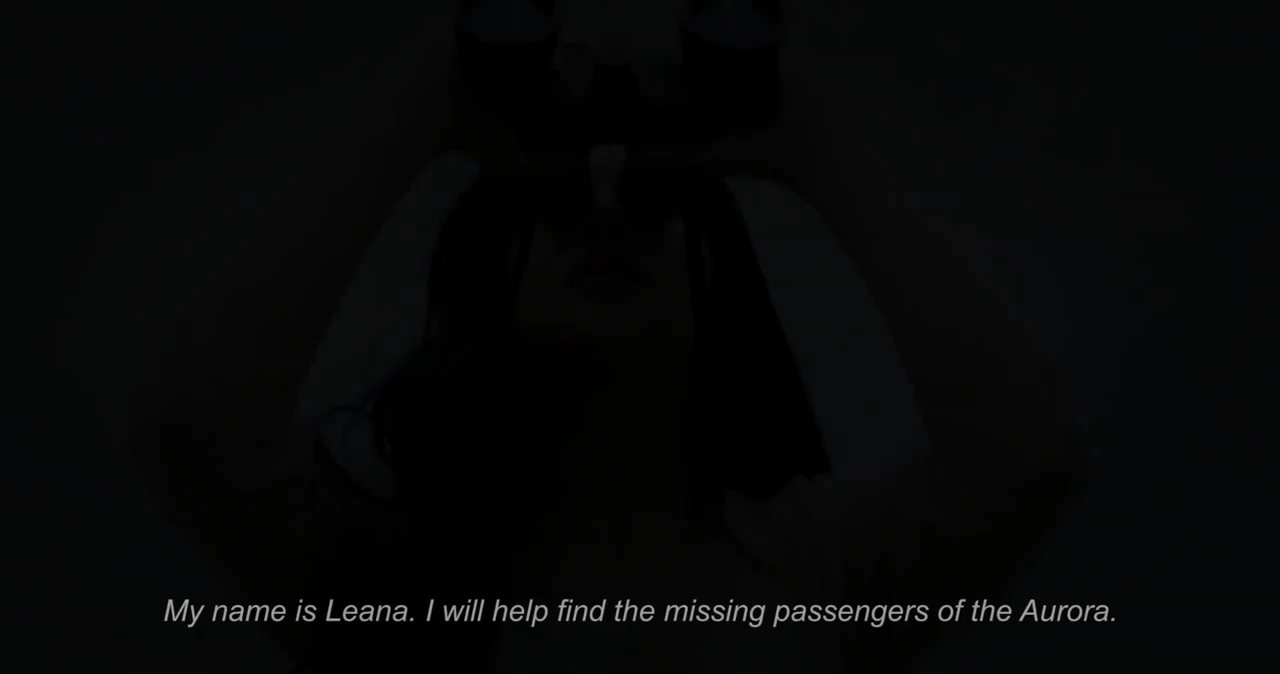 My name is Leana. I will help find the missing passengers of the Aurora.